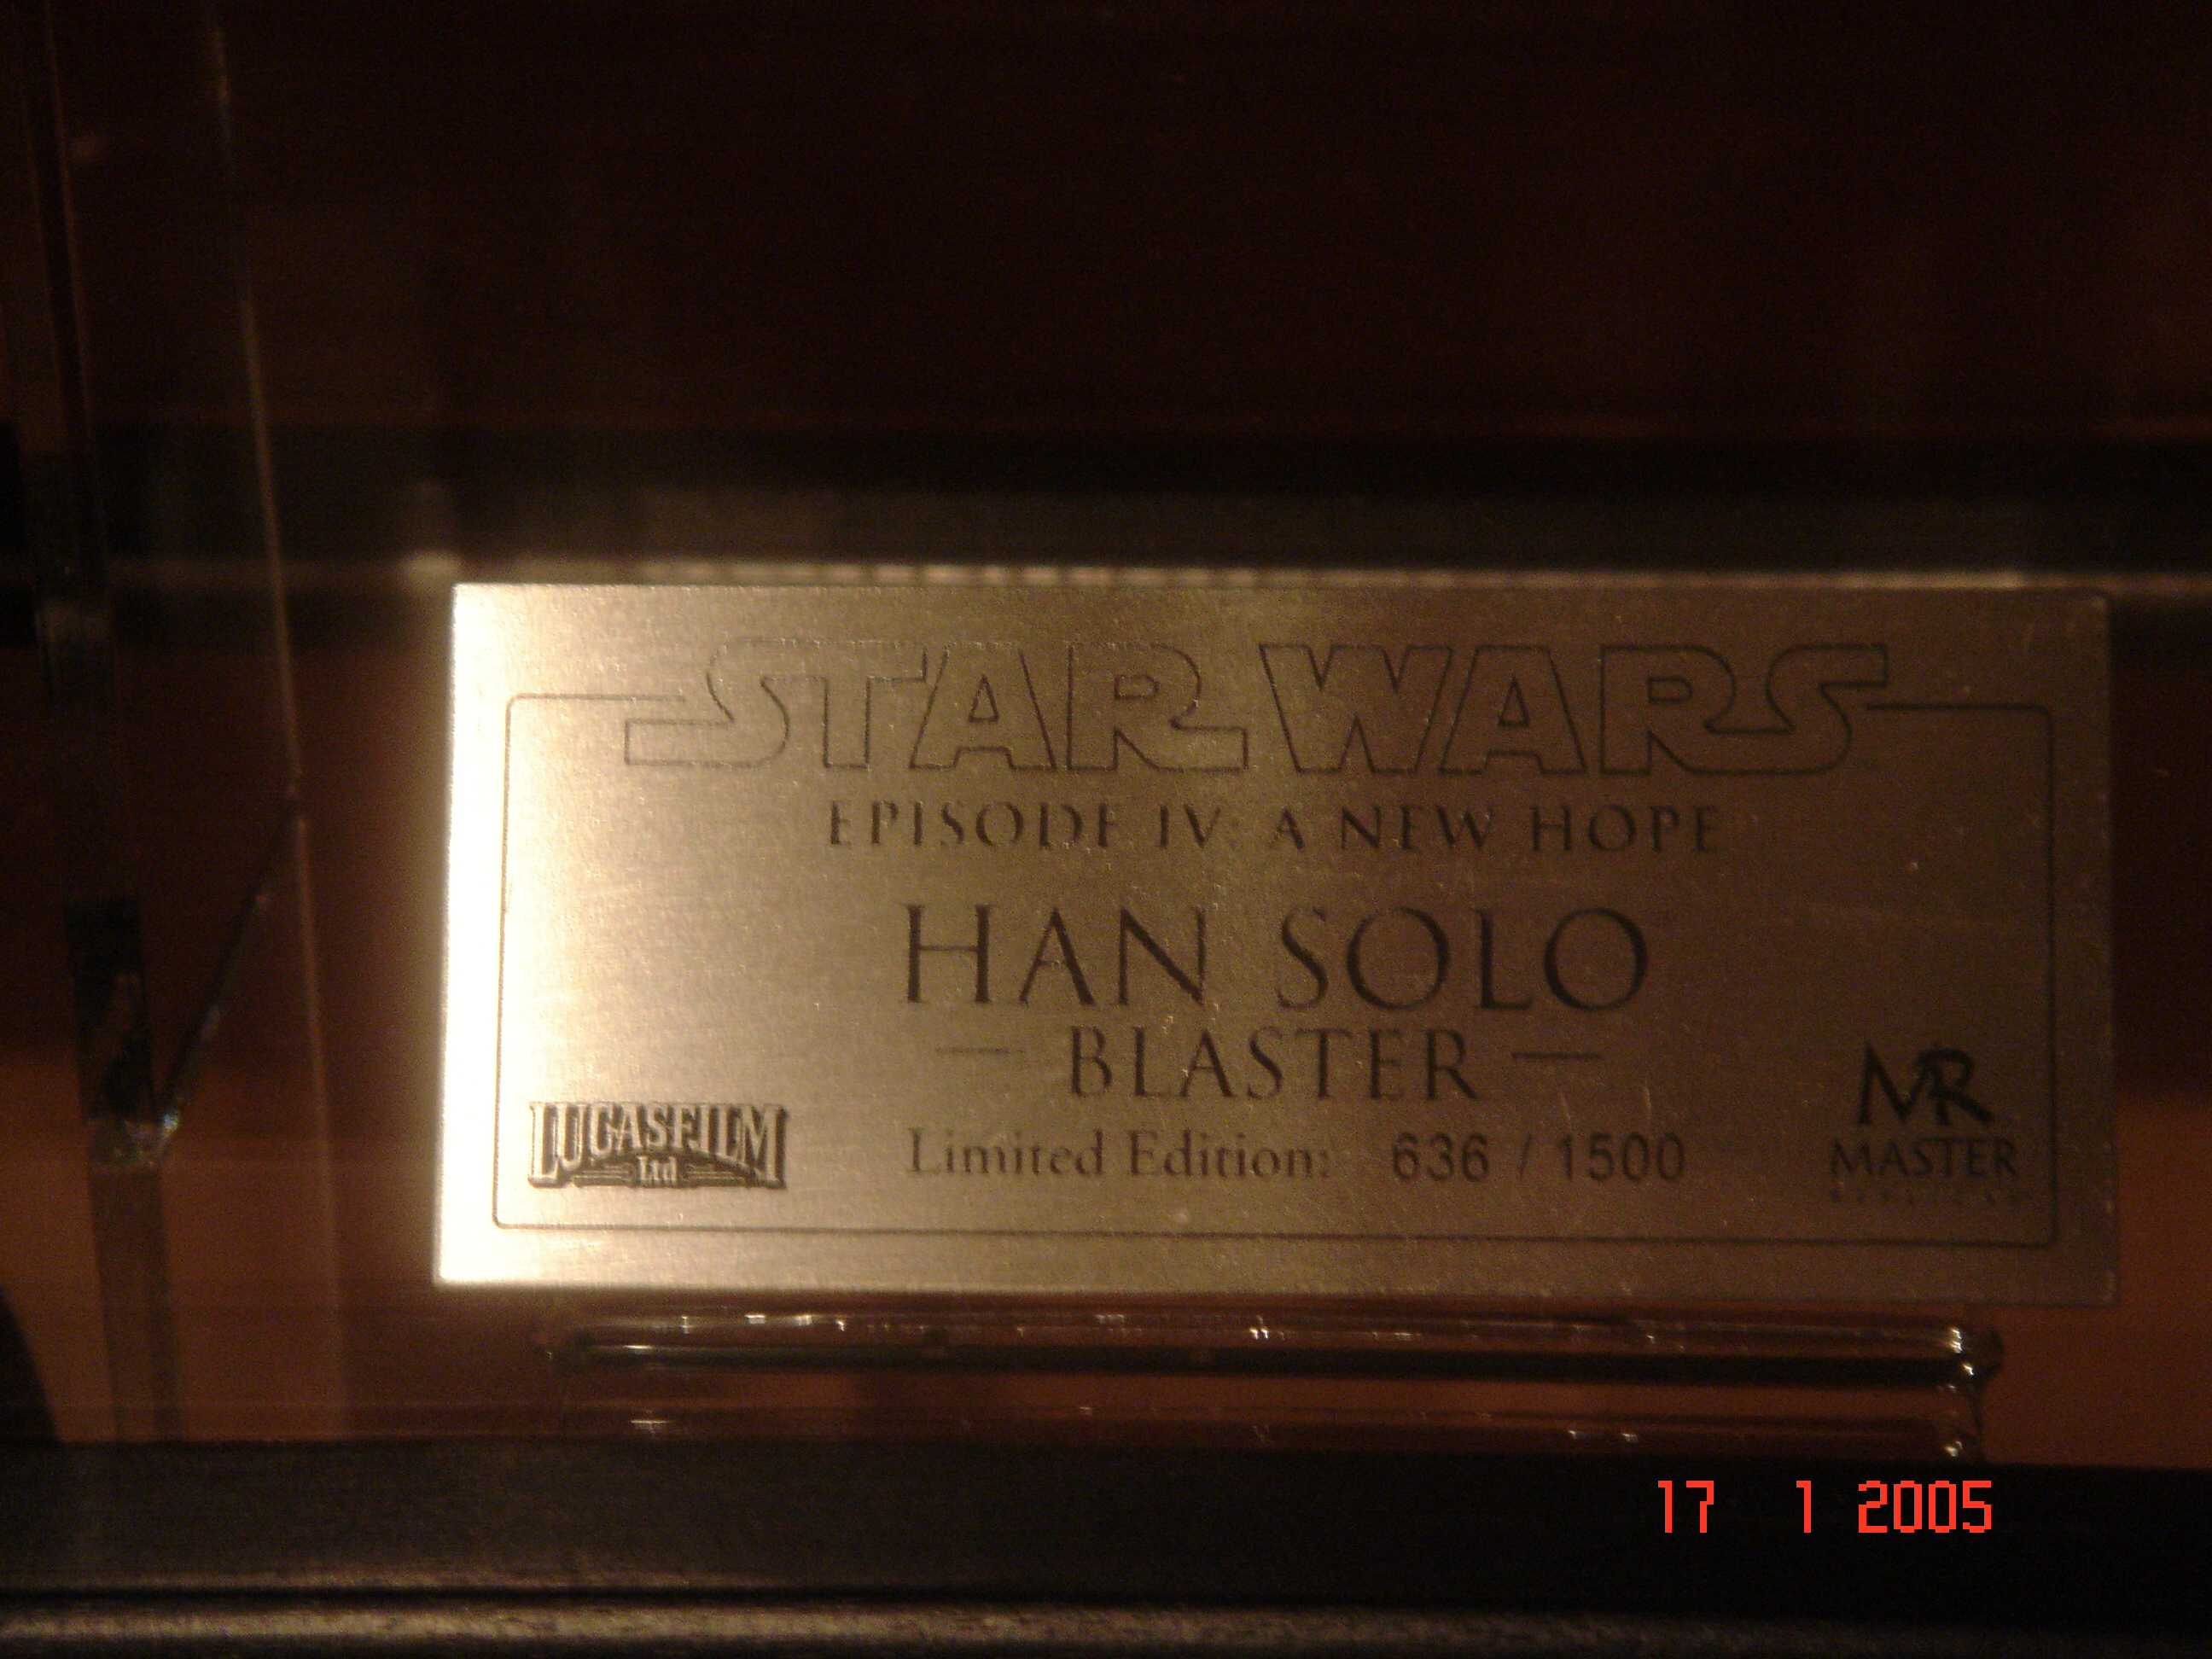 STAR WARS
EPISODE IV: A NEW HOPE
HAN SOLO
— BLASTER —
LUCASFILM
Ltd
Limited Edition: 636 / 1500
MR
MASTER
17 1 2005